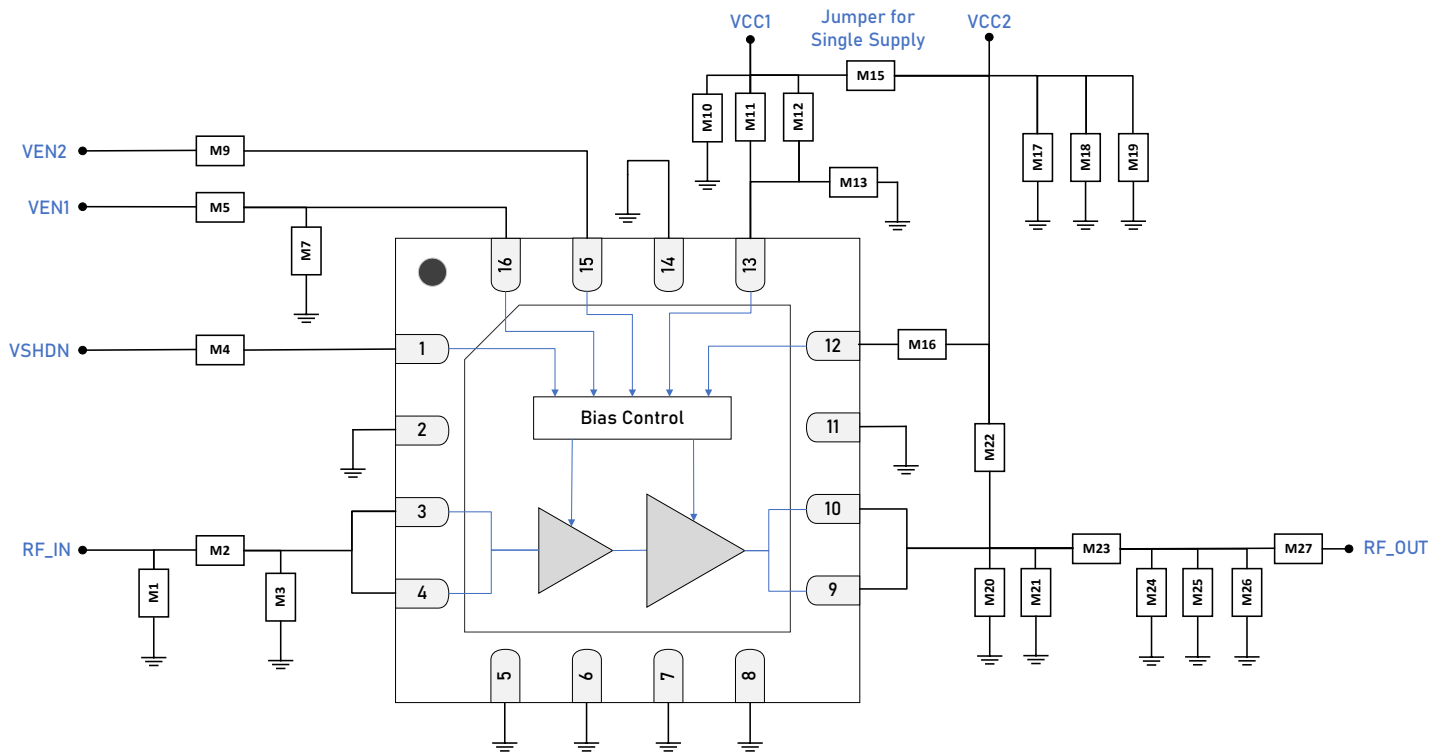 VCC1
Jumper for
Single Supply
VCC2
M15
M10
M11
M12
M17
M18
M19
VEN2
M9
M13
VEN1
M5
M7
16
15
14
13
VSHDN
M4
1
12
M16
Bias Control
2
11
M22
3
10
RF_IN
M2
M23
M27
RF_OUT
M1
M3
4
9
M20
M21
M24
M25
M26
5
6
7
8